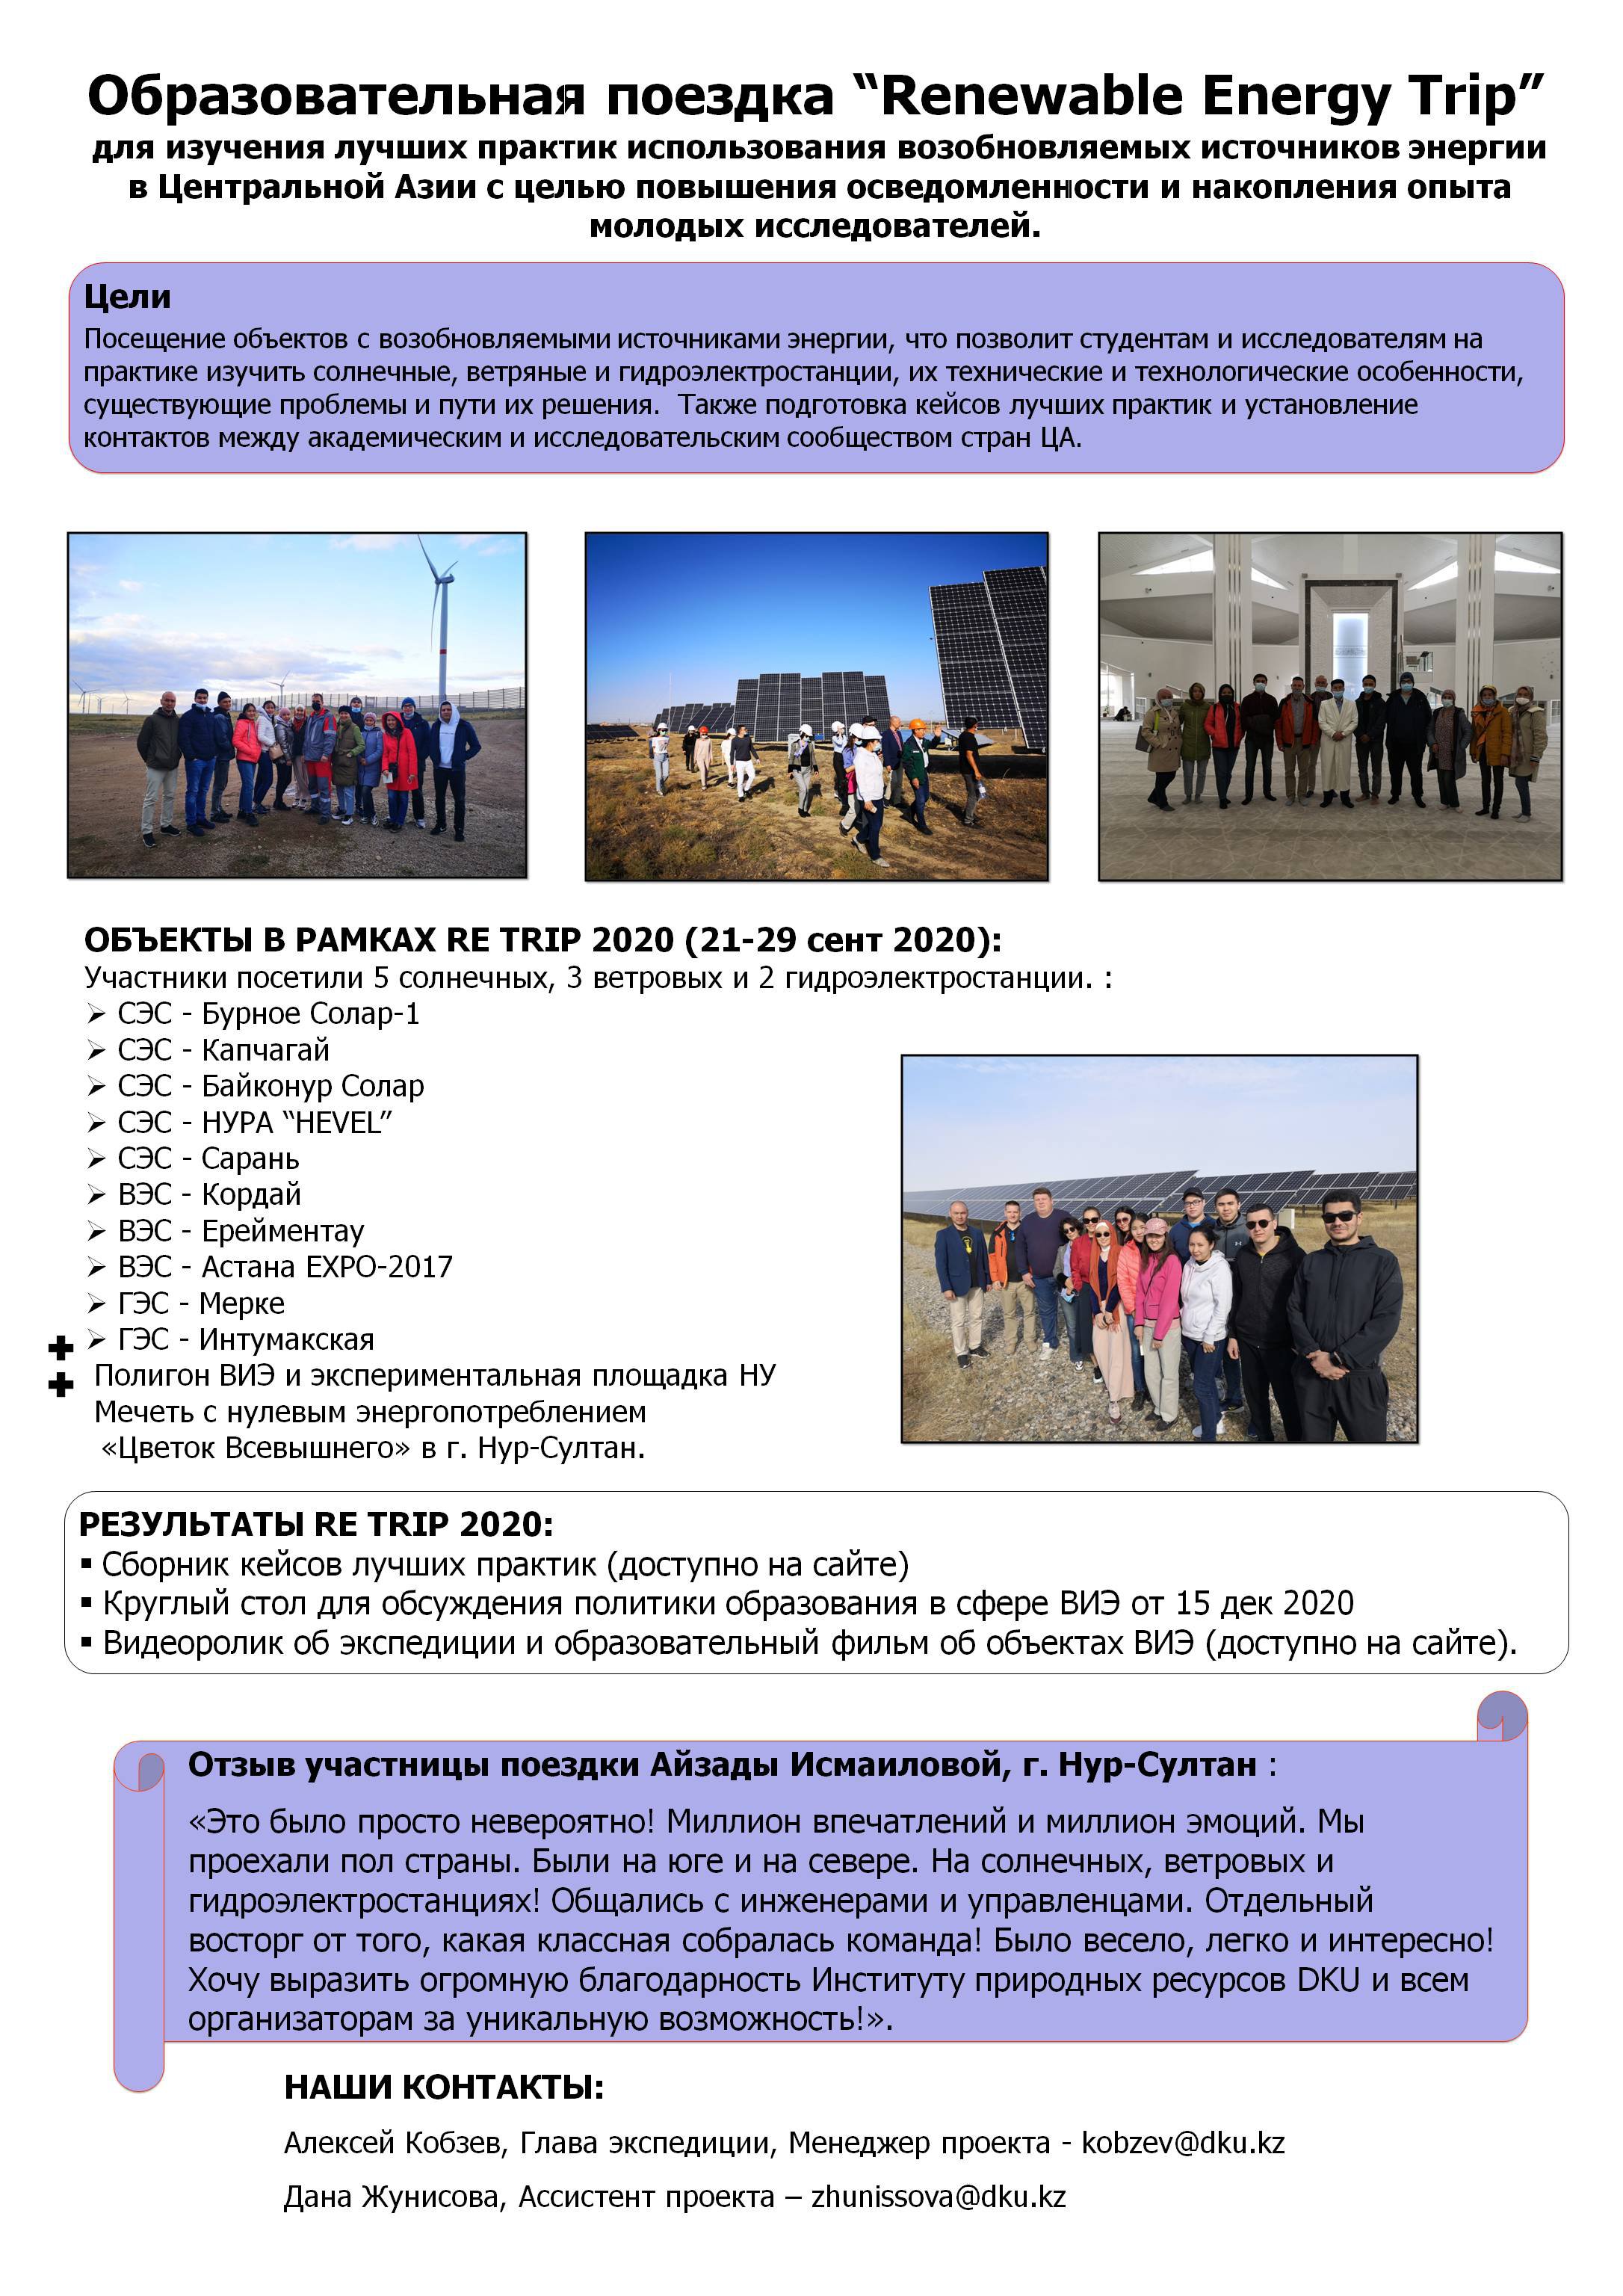 Образовательная поездка “Renewable Energy Trip”
для изучения лучших практик использования возобновляемых источников энергии
в Центральной Азии с целью повышения осведомленности и накопления опыта
молодых исследователей.
Цели
Посещение объектов с возобновляемыми источниками энергии, что позволит студентам и исследователям на
практике изучить солнечные, ветряные и гидроэлектростанции, их технические и технологические особенности,
существующие проблемы и пути их решения.  Также подготовка кейсов лучших практик и установление
контактов между академическим и исследовательским сообществом стран ЦА.
ОБЪЕКТЫ В РАМКАХ RE TRIP 2020 (21-29 сент 2020):
Участники посетили 5 солнечных, 3 ветровых и 2 гидроэлектростанции. :
➢ СЭС - Бурное Солар-1
➢ СЭС - Капчагай
➢ СЭС - Байконур Солар
➢ СЭС - НУРА “HEVEL”
➢ СЭС - Сарань
➢ ВЭС - Кордай
➢ ВЭС - Ерейментау
➢ ВЭС - Астана EXPO-2017
➢ ГЭС - Мерке
➢ ГЭС - Интумакская
Полигон ВИЭ и экспериментальная площадка НУ
Мечеть с нулевым энергопотреблением
«Цветок Всевышнего» в г. Нур-Султан.
РЕЗУЛЬТАТЫ RE TRIP 2020:
▪ Сборник кейсов лучших практик (доступно на сайте)
▪ Круглый стол для обсуждения политики образования в сфере ВИЭ от 15 дек 2020
▪ Видеоролик об экспедиции и образовательный фильм об объектах ВИЭ (доступно на сайте).
Отзыв участницы поездки Айзады Исмаиловой, г. Нур-Султан :
«Это было просто невероятно! Миллион впечатлений и миллион эмоций. Мы
проехали пол страны. Были на юге и на севере. На солнечных, ветровых и
гидроэлектростанциях! Общались с инженерами и управленцами. Отдельный
восторг от того, какая классная собралась команда! Было весело, легко и интересно!
Хочу выразить огромную благодарность Институту природных ресурсов DKU и всем
организаторам за уникальную возможность!».
НАШИ КОНТАКТЫ:
Алексей Кобзев, Глава экспедиции, Менеджер проекта - kobzev@dku.kz
Дана Жунисова, Ассистент проекта – zhunissova@dku.kz